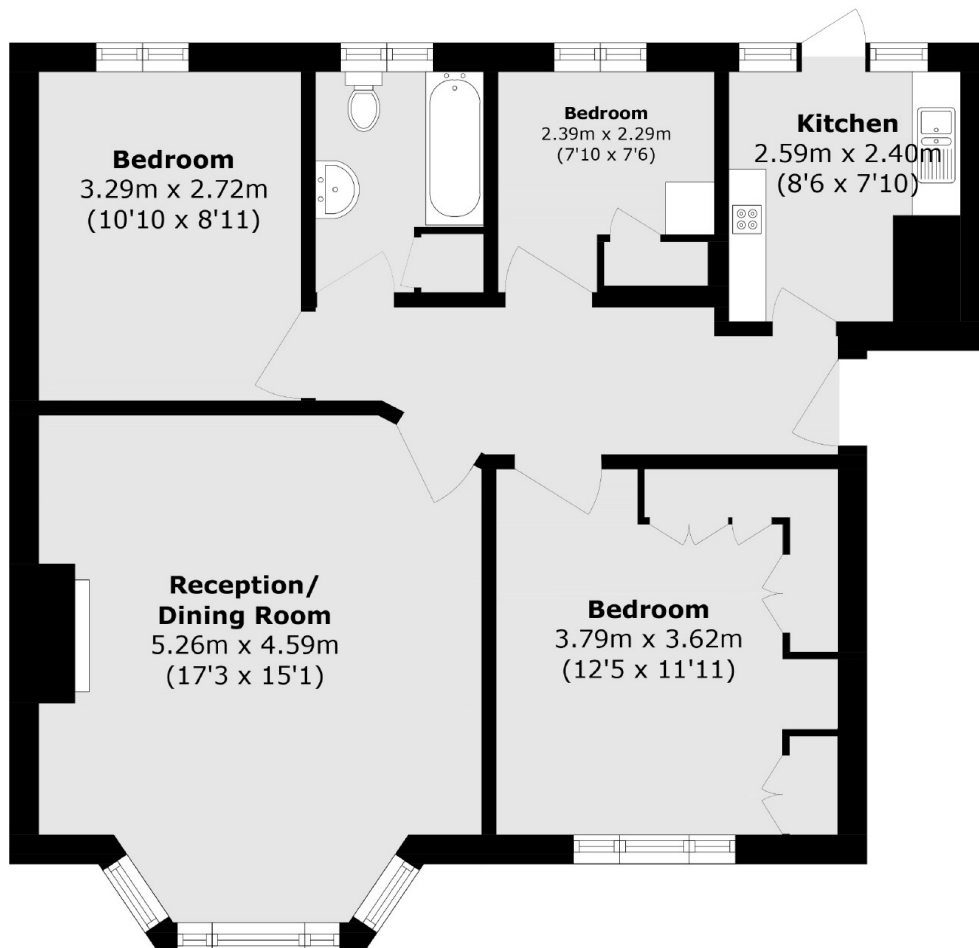 Bedroom
3.29m x 2.72m
(10'10 x 8'11)
Bedroom
2.39m x 2.29m
(7'10 x 7'6)
Kitchen
2.59m x 2.40m
(8'6 x 7'10)
Reception/
Dining Room
5.26m x 4.59m
(17'3 x 15'1)
Bedroom
3.79m x 3.62m
(12'5 x 11'11)